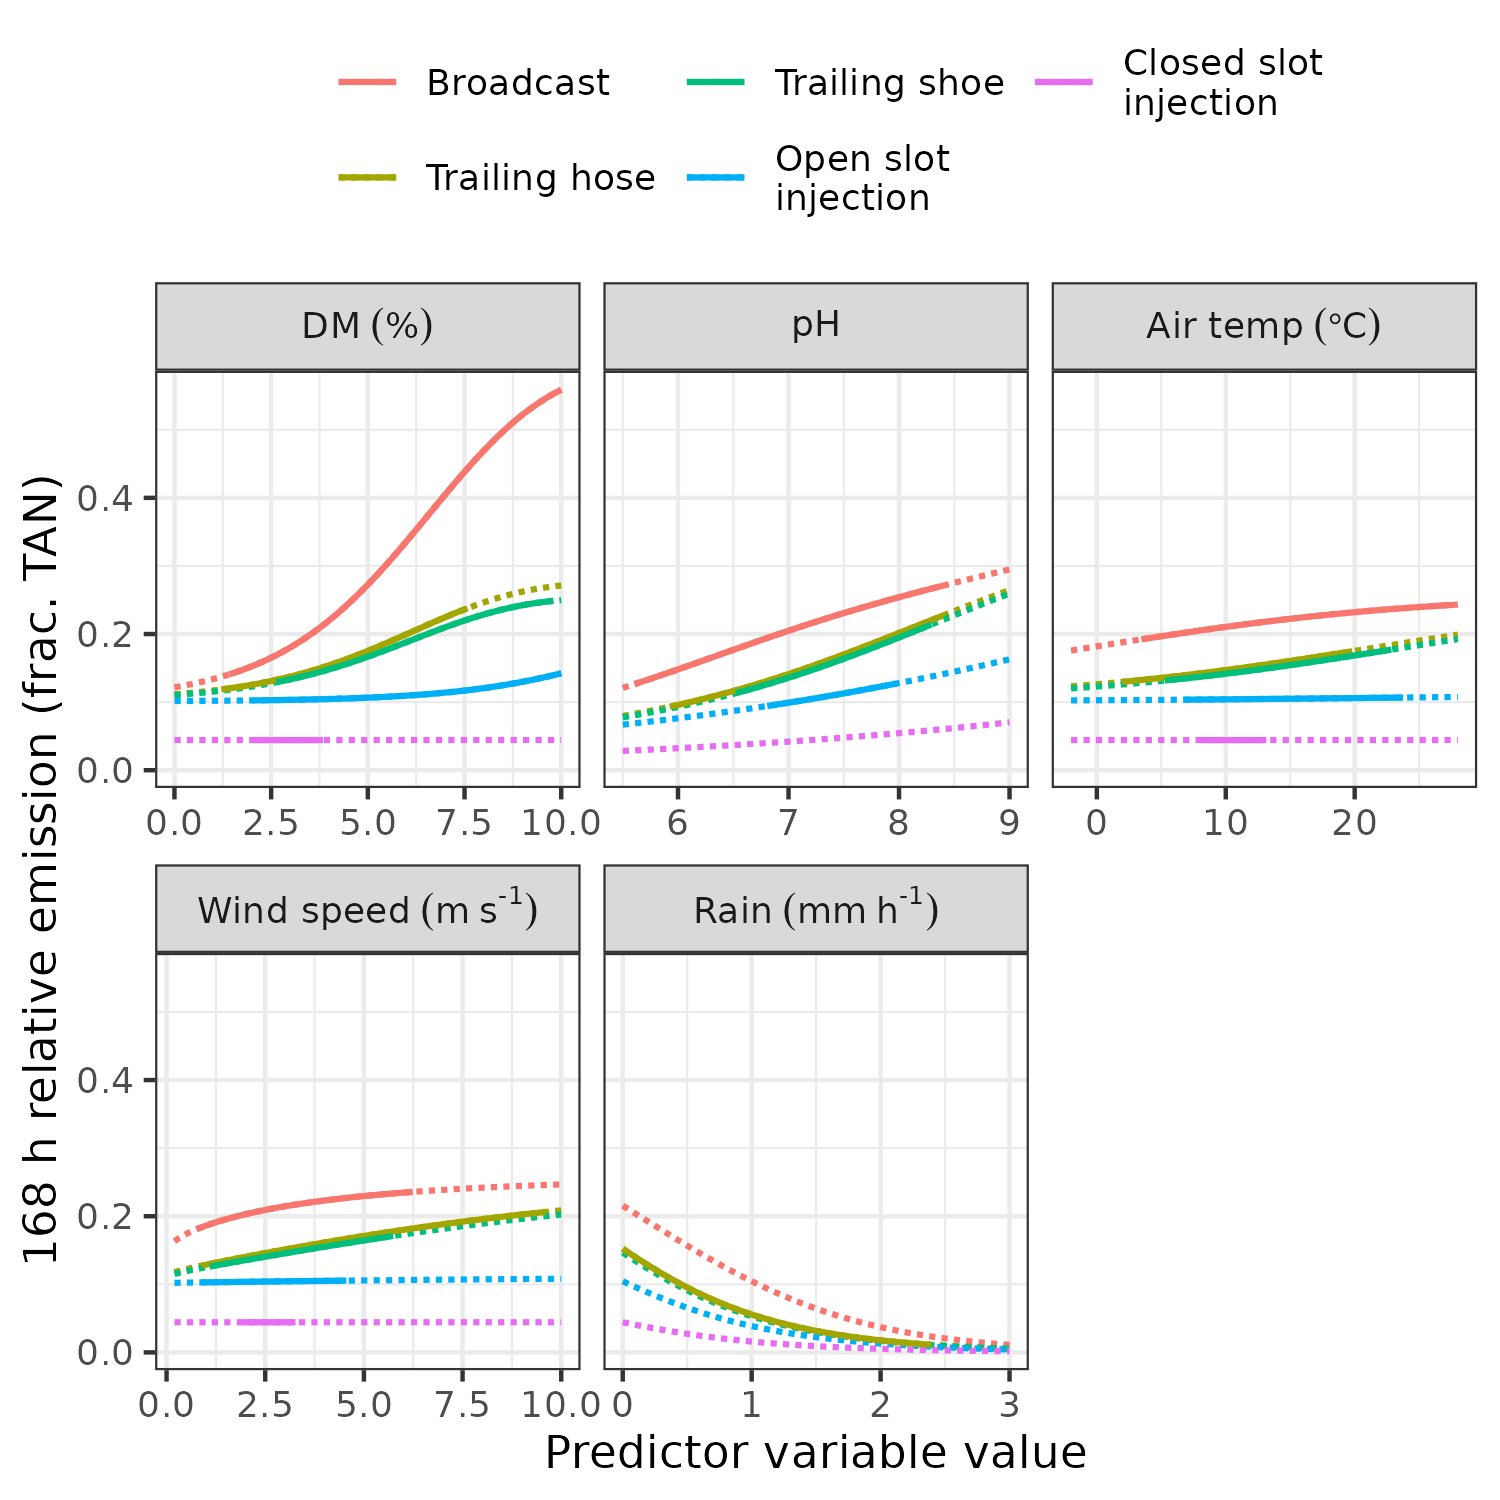 Broadcast
Trailing shoe
Closed slot
injection
Trailing hose
Open slot
injection
DM (%)
pH
Air temp (°C)
168 h relative emission (frac. TAN)
0.4
0.2
0.0
0.0 2.5 5.0 7.5 10.0
6 7 8 9
0 10 20
Wind speed (m s⁻¹)
Rain (mm h⁻¹)
0.4
0.2
0.0
0.0 2.5 5.0 7.5 10.0
0 1 2 3
Predictor variable value